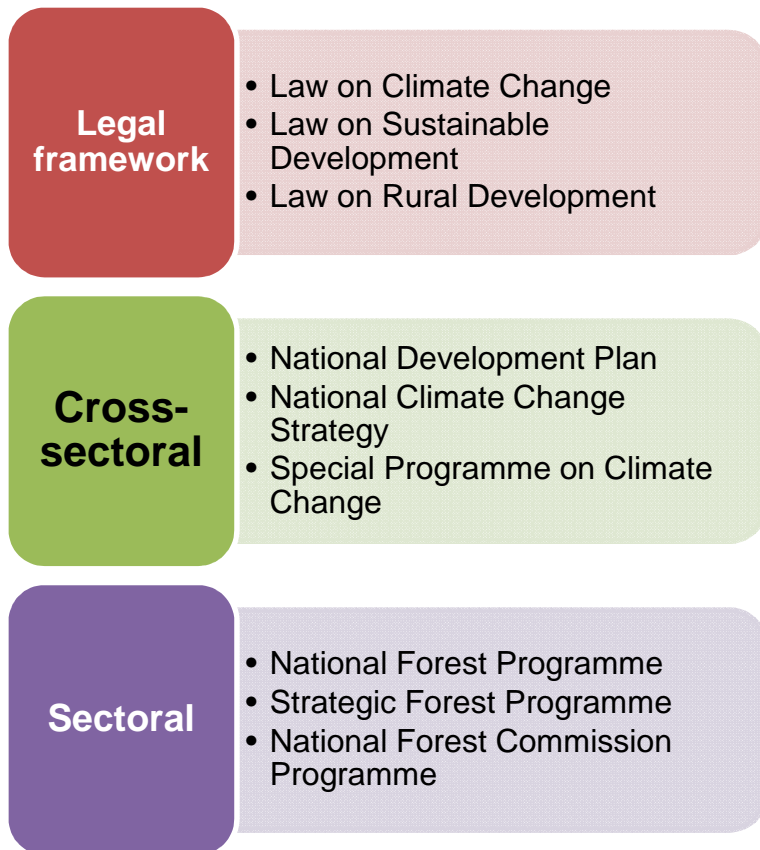 Legal
framework
• Law on Climate Change
• Law on Sustainable
Development
• Law on Rural Development
Cross-
sectoral
• National Development Plan
• National Climate Change
Strategy
• Special Programme on Climate
Change
Sectoral
• National Forest Programme
• Strategic Forest Programme
• National Forest Commission
Programme